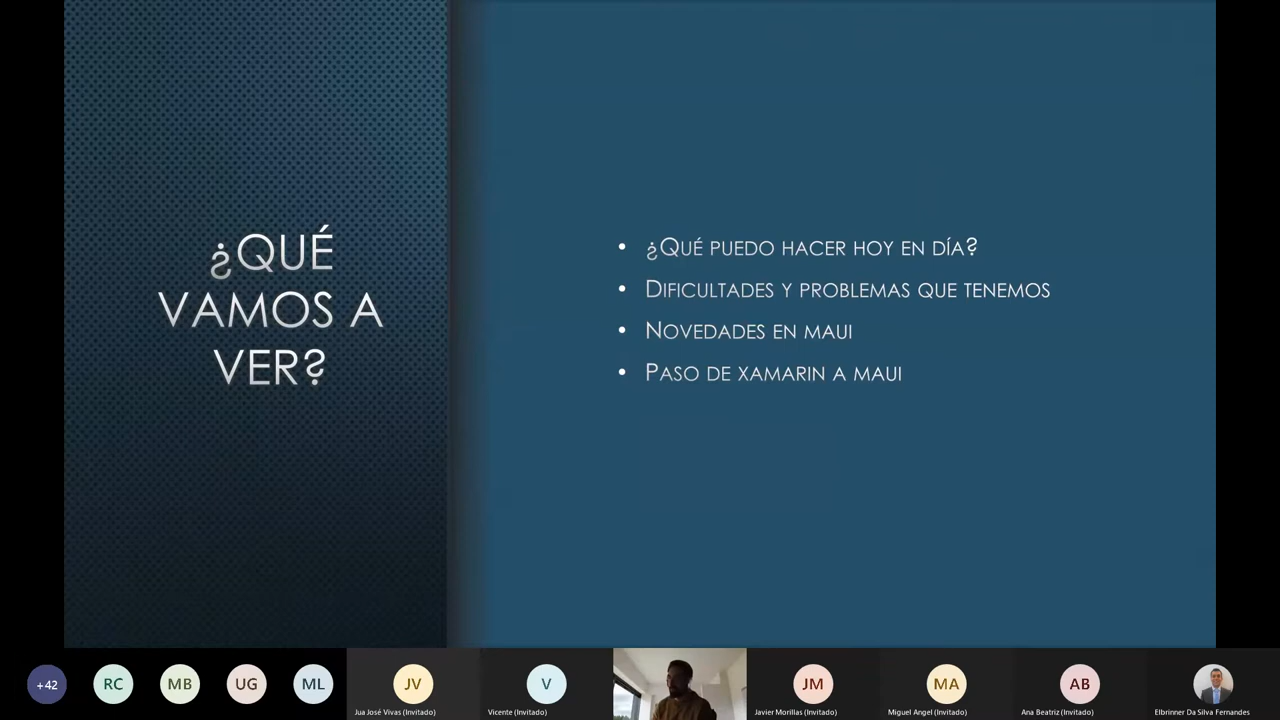 ¿QUÉ
VAMOS A
VER?
• ¿QUÉ PUEDO HACER HOY EN DÍA?
• DIFICULTADES Y PROBLEMAS QUE TENEMOS
• NOVEDADES EN MAUI
• PASO DE XAMARIN A MAUI
+42
RC
MB
UG
ML
JV
Jua José Vivas (Invitado)
V
Vicente (Invitado)
JM
Javier Morillas (Invitado)
MA
Miguel Angel (Invitado)
AB
Ana Beatriz (Invitado)
Elbrinner Da Silva Fernandes